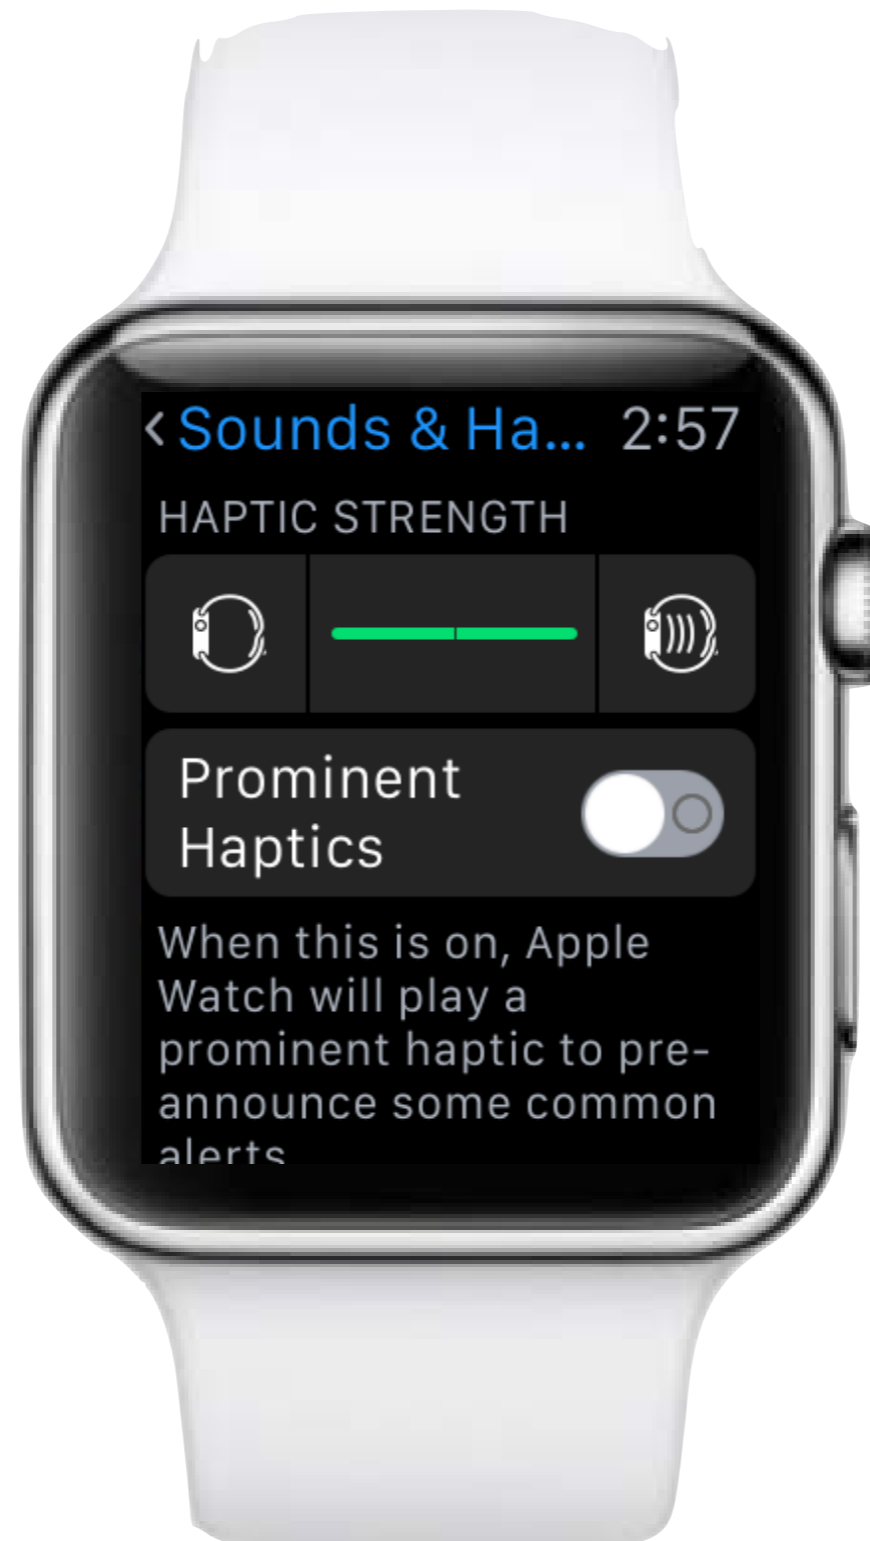 Sounds & Ha... 2:57
HAPTIC STRENGTH
Prominent
Haptics
When this is on, Apple
Watch will play a
prominent haptic to pre-
announce some common
alerts